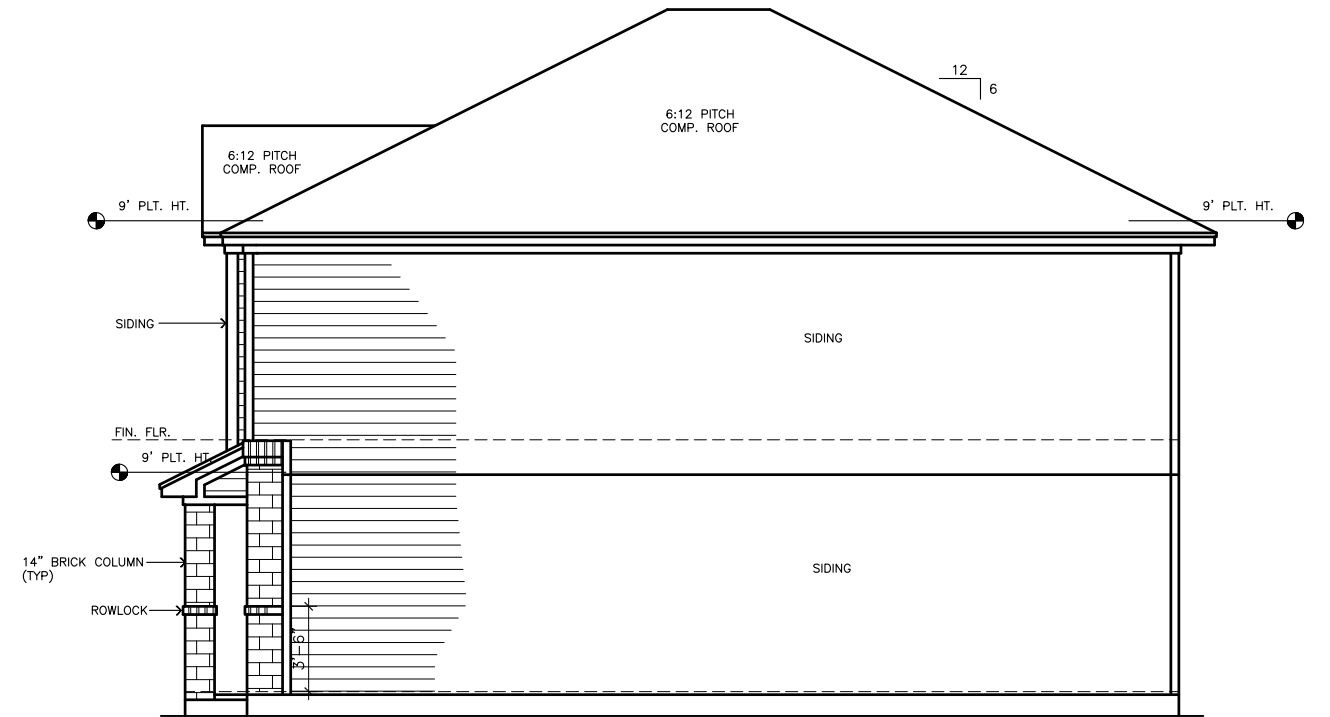 12
6
6:12 PITCH
COMP. ROOF
6:12 PITCH
COMP. ROOF
9' PLT. HT.
9' PLT. HT.
SIDING
SIDING
FIN. FLR.
9' PLT. HT.
14" BRICK COLUMN
(TYP)
SIDING
ROWLOCK
3'-6"